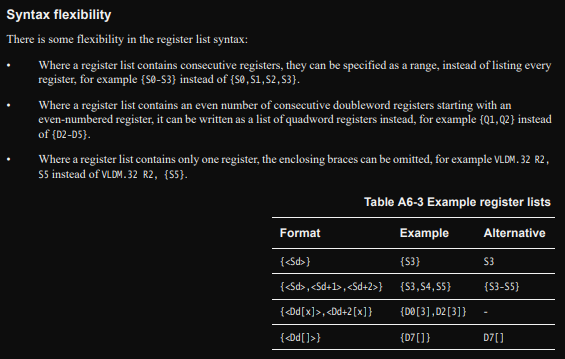 Syntax flexibility
There is some flexibility in the register list syntax:
• Where a register list contains consecutive registers, they can be specified as a range, instead of listing every
register, for example {S0-S3} instead of {S0,S1,S2,S3}.
• Where a register list contains an even number of consecutive doubleword registers starting with an
even-numbered register, it can be written as a list of quadword registers instead, for example {Q1,Q2} instead
of {D2-D5}.
• Where a register list contains only one register, the enclosing braces can be omitted, for example VLDM.32 R2,
S5 instead of VLDM.32 R2, {S5}.
Table A6-3 Example register lists
Format Example Alternative
{<Sd>} {S3} S3
{<Sd>,<Sd+1>,<Sd+2>} {S3,S4,S5} {S3-S5}
{<Dd[x]>,<Dd+2[x]} {D0[3],D2[3]} -
{<Dd[]>} {D7[]} D7[]